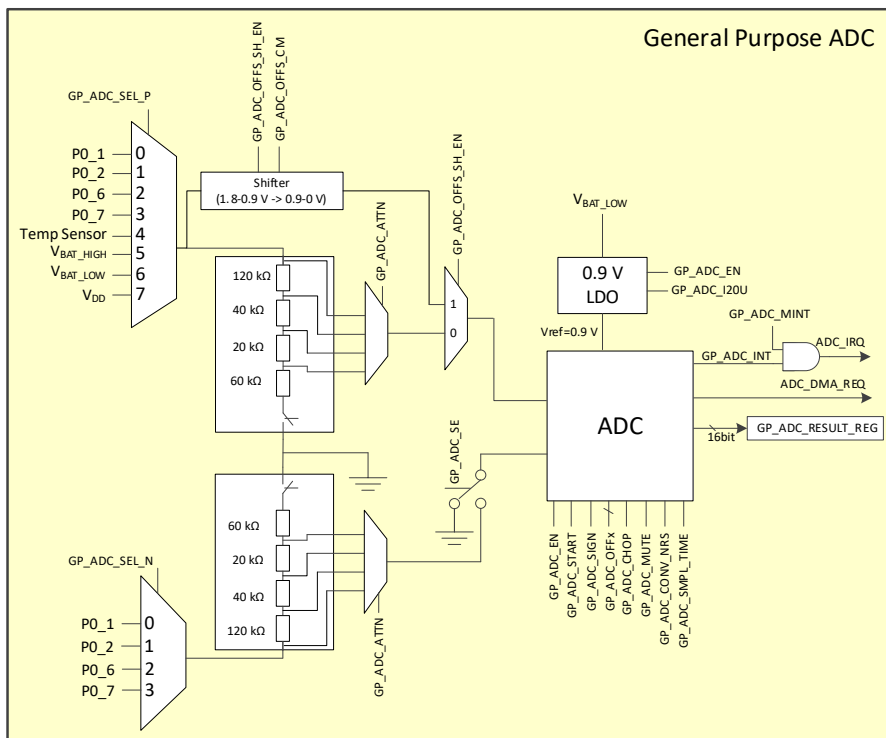 General Purpose ADC
GP_ADC_OFFS_SH_EN
GP_ADC_OFFS_CM
GP_ADC_SEL_P
P0_1 0
P0_2 1
P0_6 2
P0_7 3
Temp Sensor 4
VBAT_HIGH 5
VBAT_LOW 6
VDD 7
Shifter
(1.8-0.9 V -> 0.9-0 V)
GP_ADC_ATTN
GP_ADC_OFFS_SH_EN
1
0
120 kΩ
40 kΩ
20 kΩ
60 kΩ
VBAT_LOW
0.9 V
LDO
GP_ADC_EN
GP_ADC_I20U
Vref=0.9 V
GP_ADC_MINT
GP_ADC_INT
ADC_IRQ
ADC_DMA_REQ
ADC
16bit
GP_ADC_RESULT_REG
GP_ADC_SE
GP_ADC_EN
GP_ADC_START
GP_ADC_SIGN
GP_ADC_OFFx
GP_ADC_CHOP
GP_ADC_MUTE
GP_ADC_CONV_NRS
GP_ADC_SMPL_TIME
60 kΩ
20 kΩ
40 kΩ
120 kΩ
GP_ADC_ATTN
GP_ADC_SEL_N
P0_1 0
P0_2 1
P0_6 2
P0_7 3